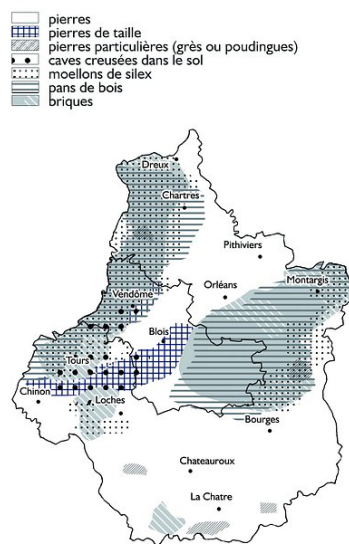 pierres
pierres de taille
pierres particulières (grès ou poudingues)
caves creusées dans le sol
moellons de silex
pans de bois
briques
Dreux
Chartres
Pithiviers
Montargis
Orléans
Vendôme
Blois
Tours
Chinon
Loches
Bourges
Chateauroux
La Chatre